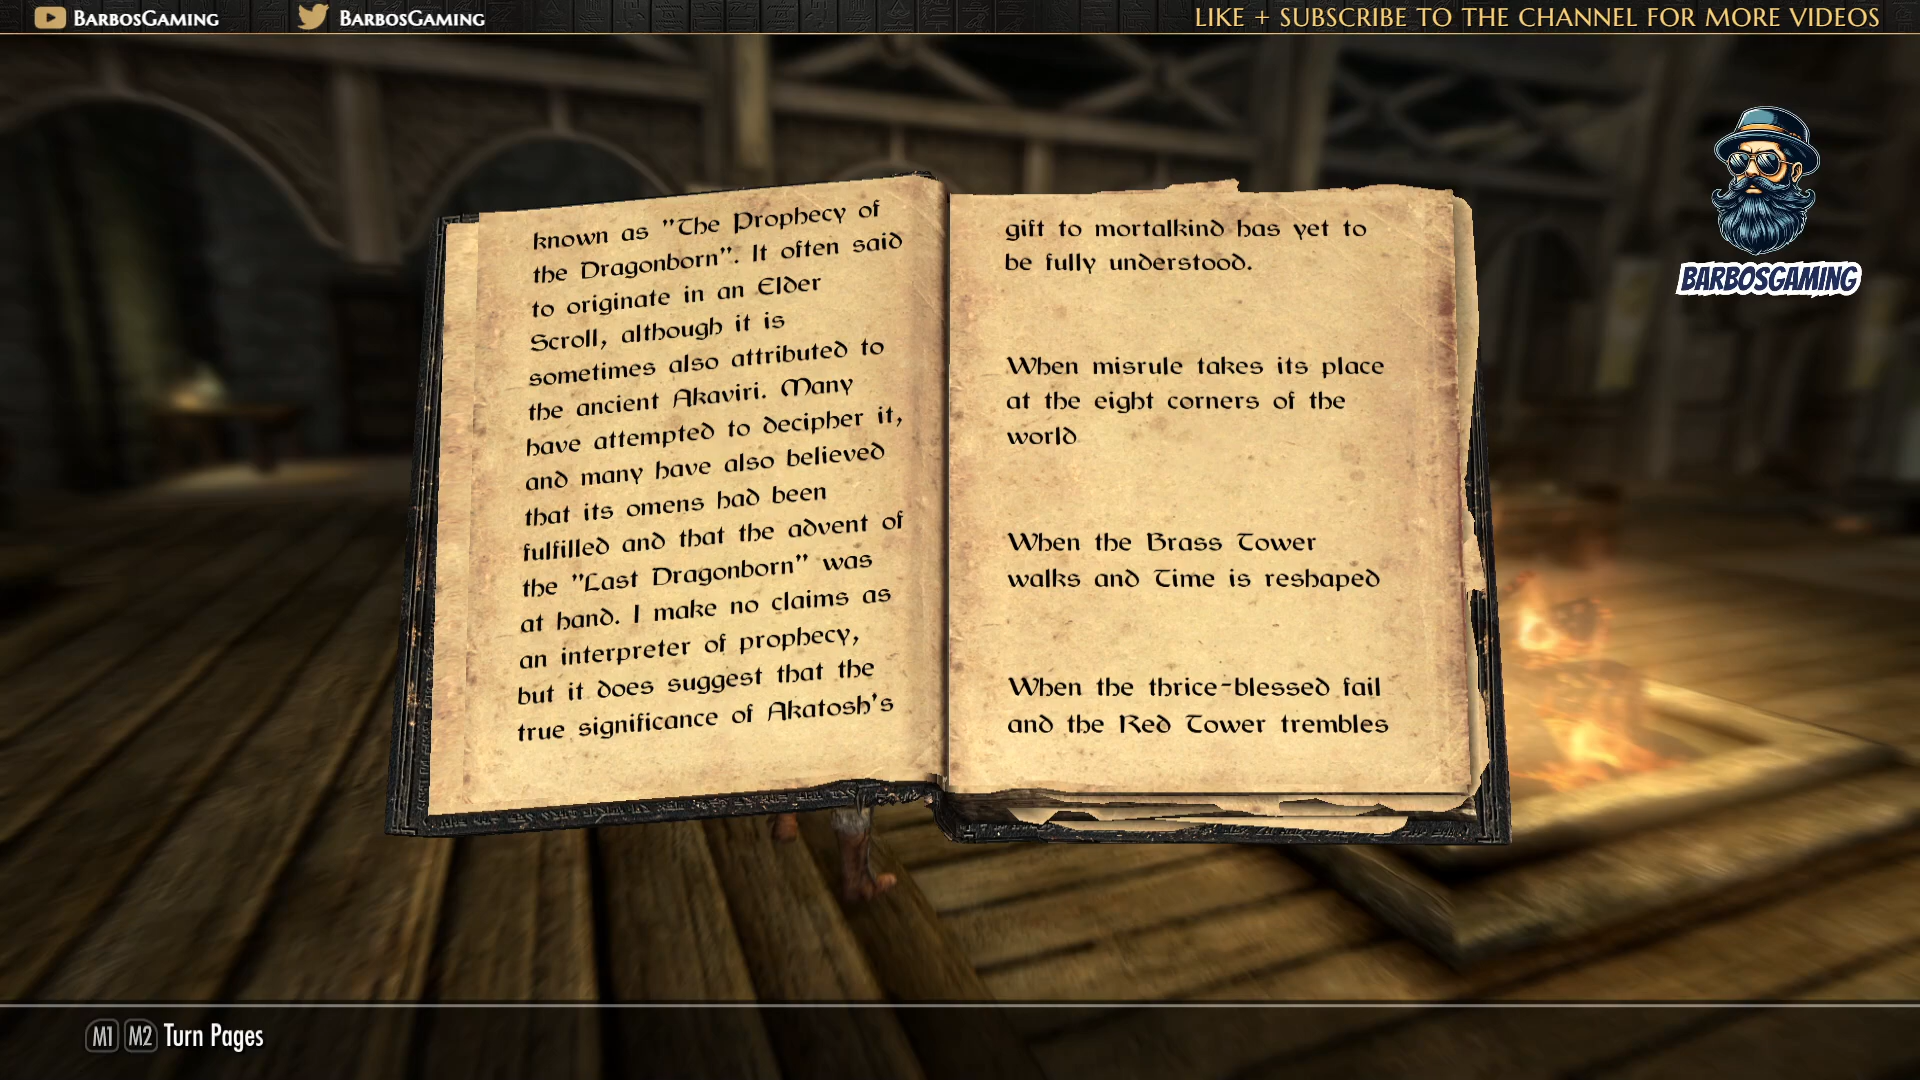 BarbosGaming
BarbosGaming
LIKE + SUBSCRIBE TO THE CHANNEL FOR MORE VIDEOS
BARBOSGAMING
known as "The Prophecy of
the Dragonborn". It often said
to originate in an Elder
Scroll, although it is
sometimes also attributed to
the ancient Akaviri. Many
have attempted to decipher it,
and many have also believed
that its omens had been
fulfilled and that the advent of
the "Last Dragonborn" was
at hand. I make no claims as
an interpreter of prophecy,
but it does suggest that the
true significance of Akatosh's
gift to mortalkind has yet to
be fully understood.
When misrule takes its place
at the eight corners of the
world
When the Brass Tower
walks and Time is reshaped
When the thrice-blessed fail
and the Red Tower trembles
M1 M2 Turn Pages